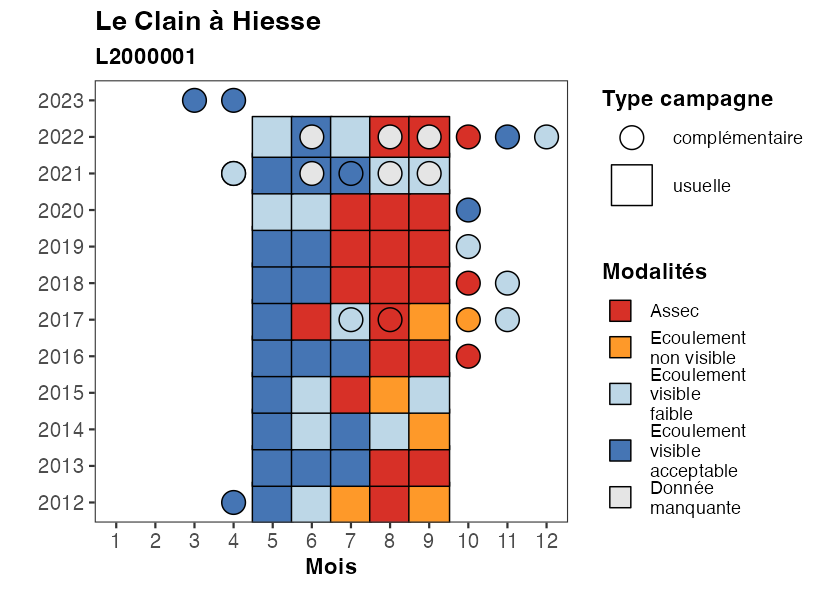 Le Clain à Hiesse
L2000001
2023
2022
2021
2020
2019
2018
2017
2016
2015
2014
2013
2012
1 2 3 4 5 6 7 8 9 10 11 12
Mois
Type campagne
complémentaire
usuelle
Modalités
Assec
Ecoulement
non visible
Ecoulement
visible
faible
Ecoulement
visible
acceptable
Donnée
manquante